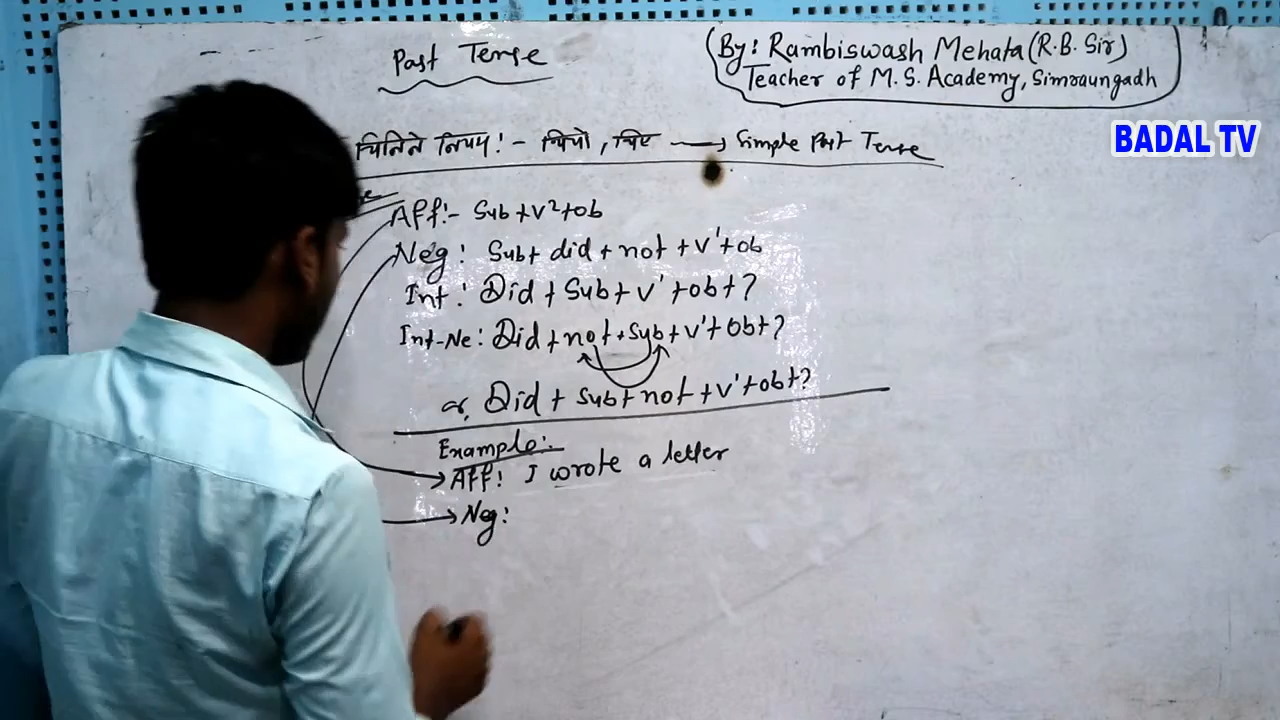 Past Tense
By: Rambiswash Mehata (R.B. Sir)
Teacher of M. S. Academy, Simraungadh
BADAL TV
चिनिने नियम :- थियो, थिए → Simple Past Tense
Aff:- Sub+V²+ob
Neg: Sub+ did + not + V¹+ob
Int: Did + Sub + V¹ +ob+?
Int-Ne: Did + not + Sub + V¹ + Ob+?
or, Did + Sub + not + V¹+ob+?
Example:
Aff: I wrote a letter
Neg: